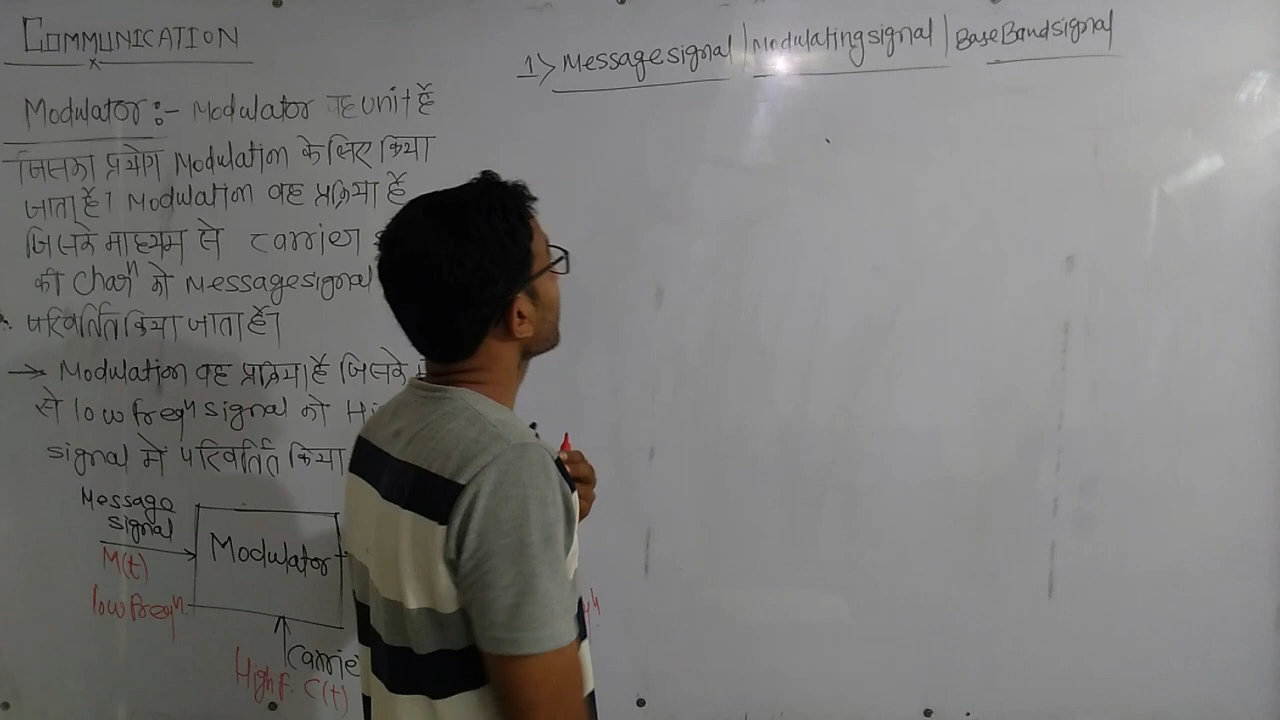 COMMUNICATION
Modulator :- Modulator वह unit हैं
जिसका प्रयोग Modulation के लिए किया
जाता हैं। Modulation वह प्रक्रिया हैं
जिसके माध्यम से carrier
की Charⁿ को Message signal
परिवर्तित किया जाता हैं।
→ Modulation वह प्रक्रिया हैं जिसके
से low freqⁿ signal को
signal में परिवर्तित किया
Message
signal
Modulator
M(t)
low freqⁿ
High f. C(t)
1> Message signal | Modulating signal | Base Band signal